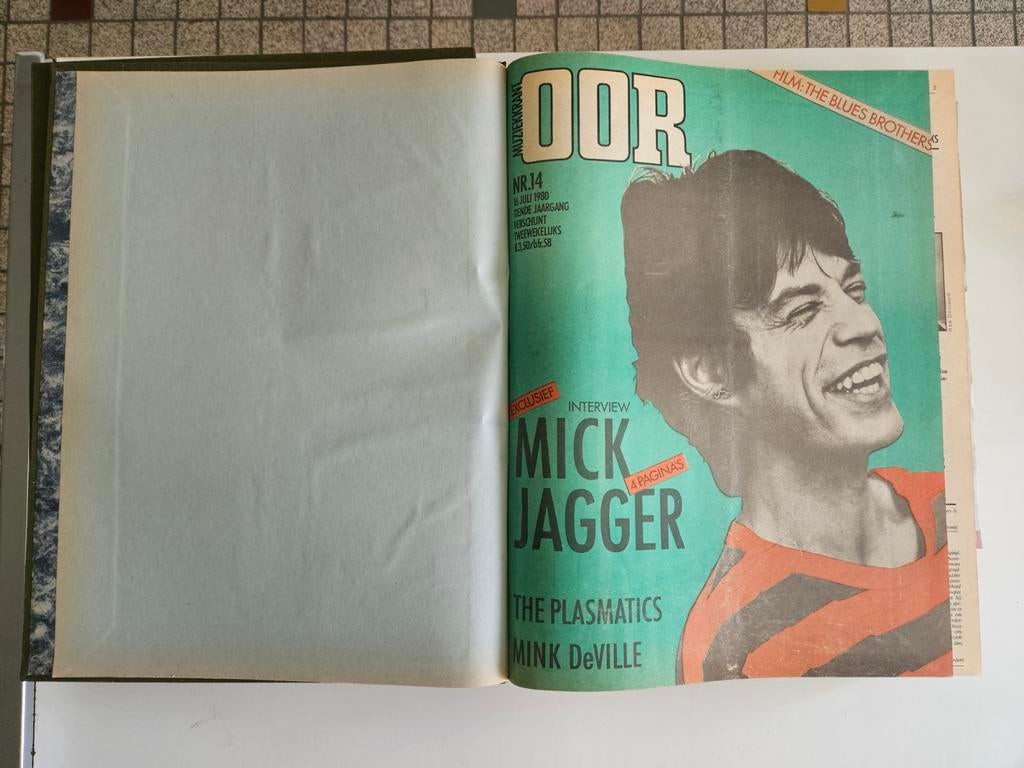 MUZIEKKRANT
OOR
FILM: THE BLUES BROTHERS
NR.14
16 JULI 1980
TIENDE JAARGANG
VERSCHIJNT
TWEEWEKELIJKS
f 3,50/bfr.58
EXCLUSIEF
INTERVIEW
MICK
4 PAGINA'S
JAGGER
THE PLASMATICS
MINK DeVILLE